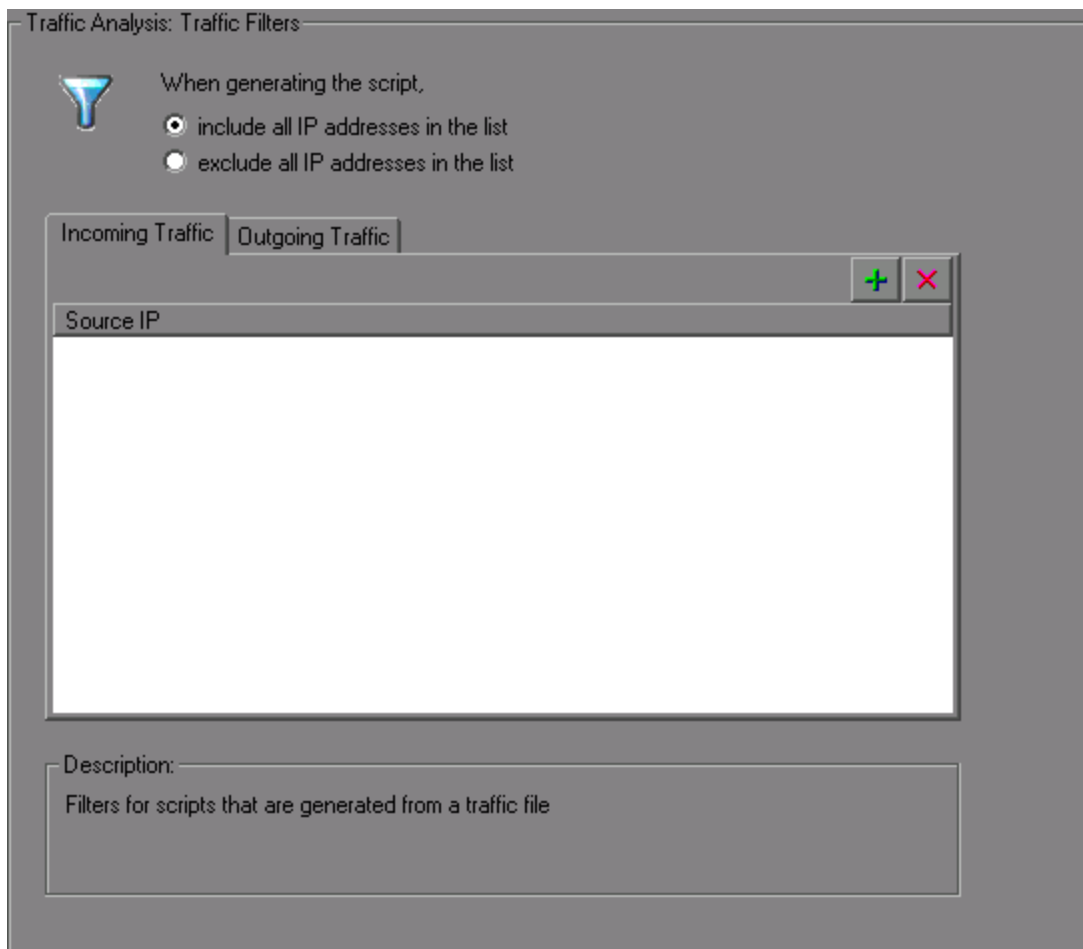 Traffic Analysis: Traffic Filters
When generating the script,
include all IP addresses in the list
exclude all IP addresses in the list
Incoming Traffic
Outgoing Traffic
Source IP
Description:
Filters for scripts that are generated from a traffic file